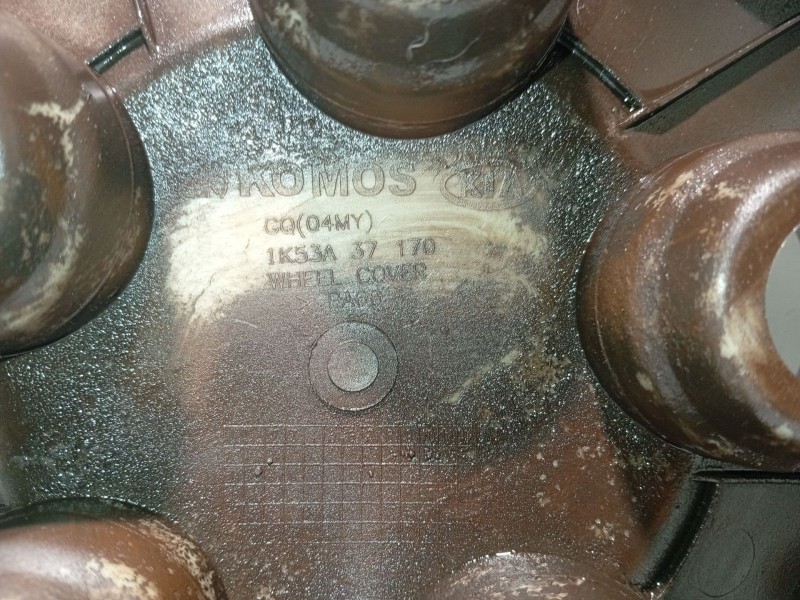 KOMOS KIA
GQ(04MY)
1K53A 37 170
WHEEL COVER